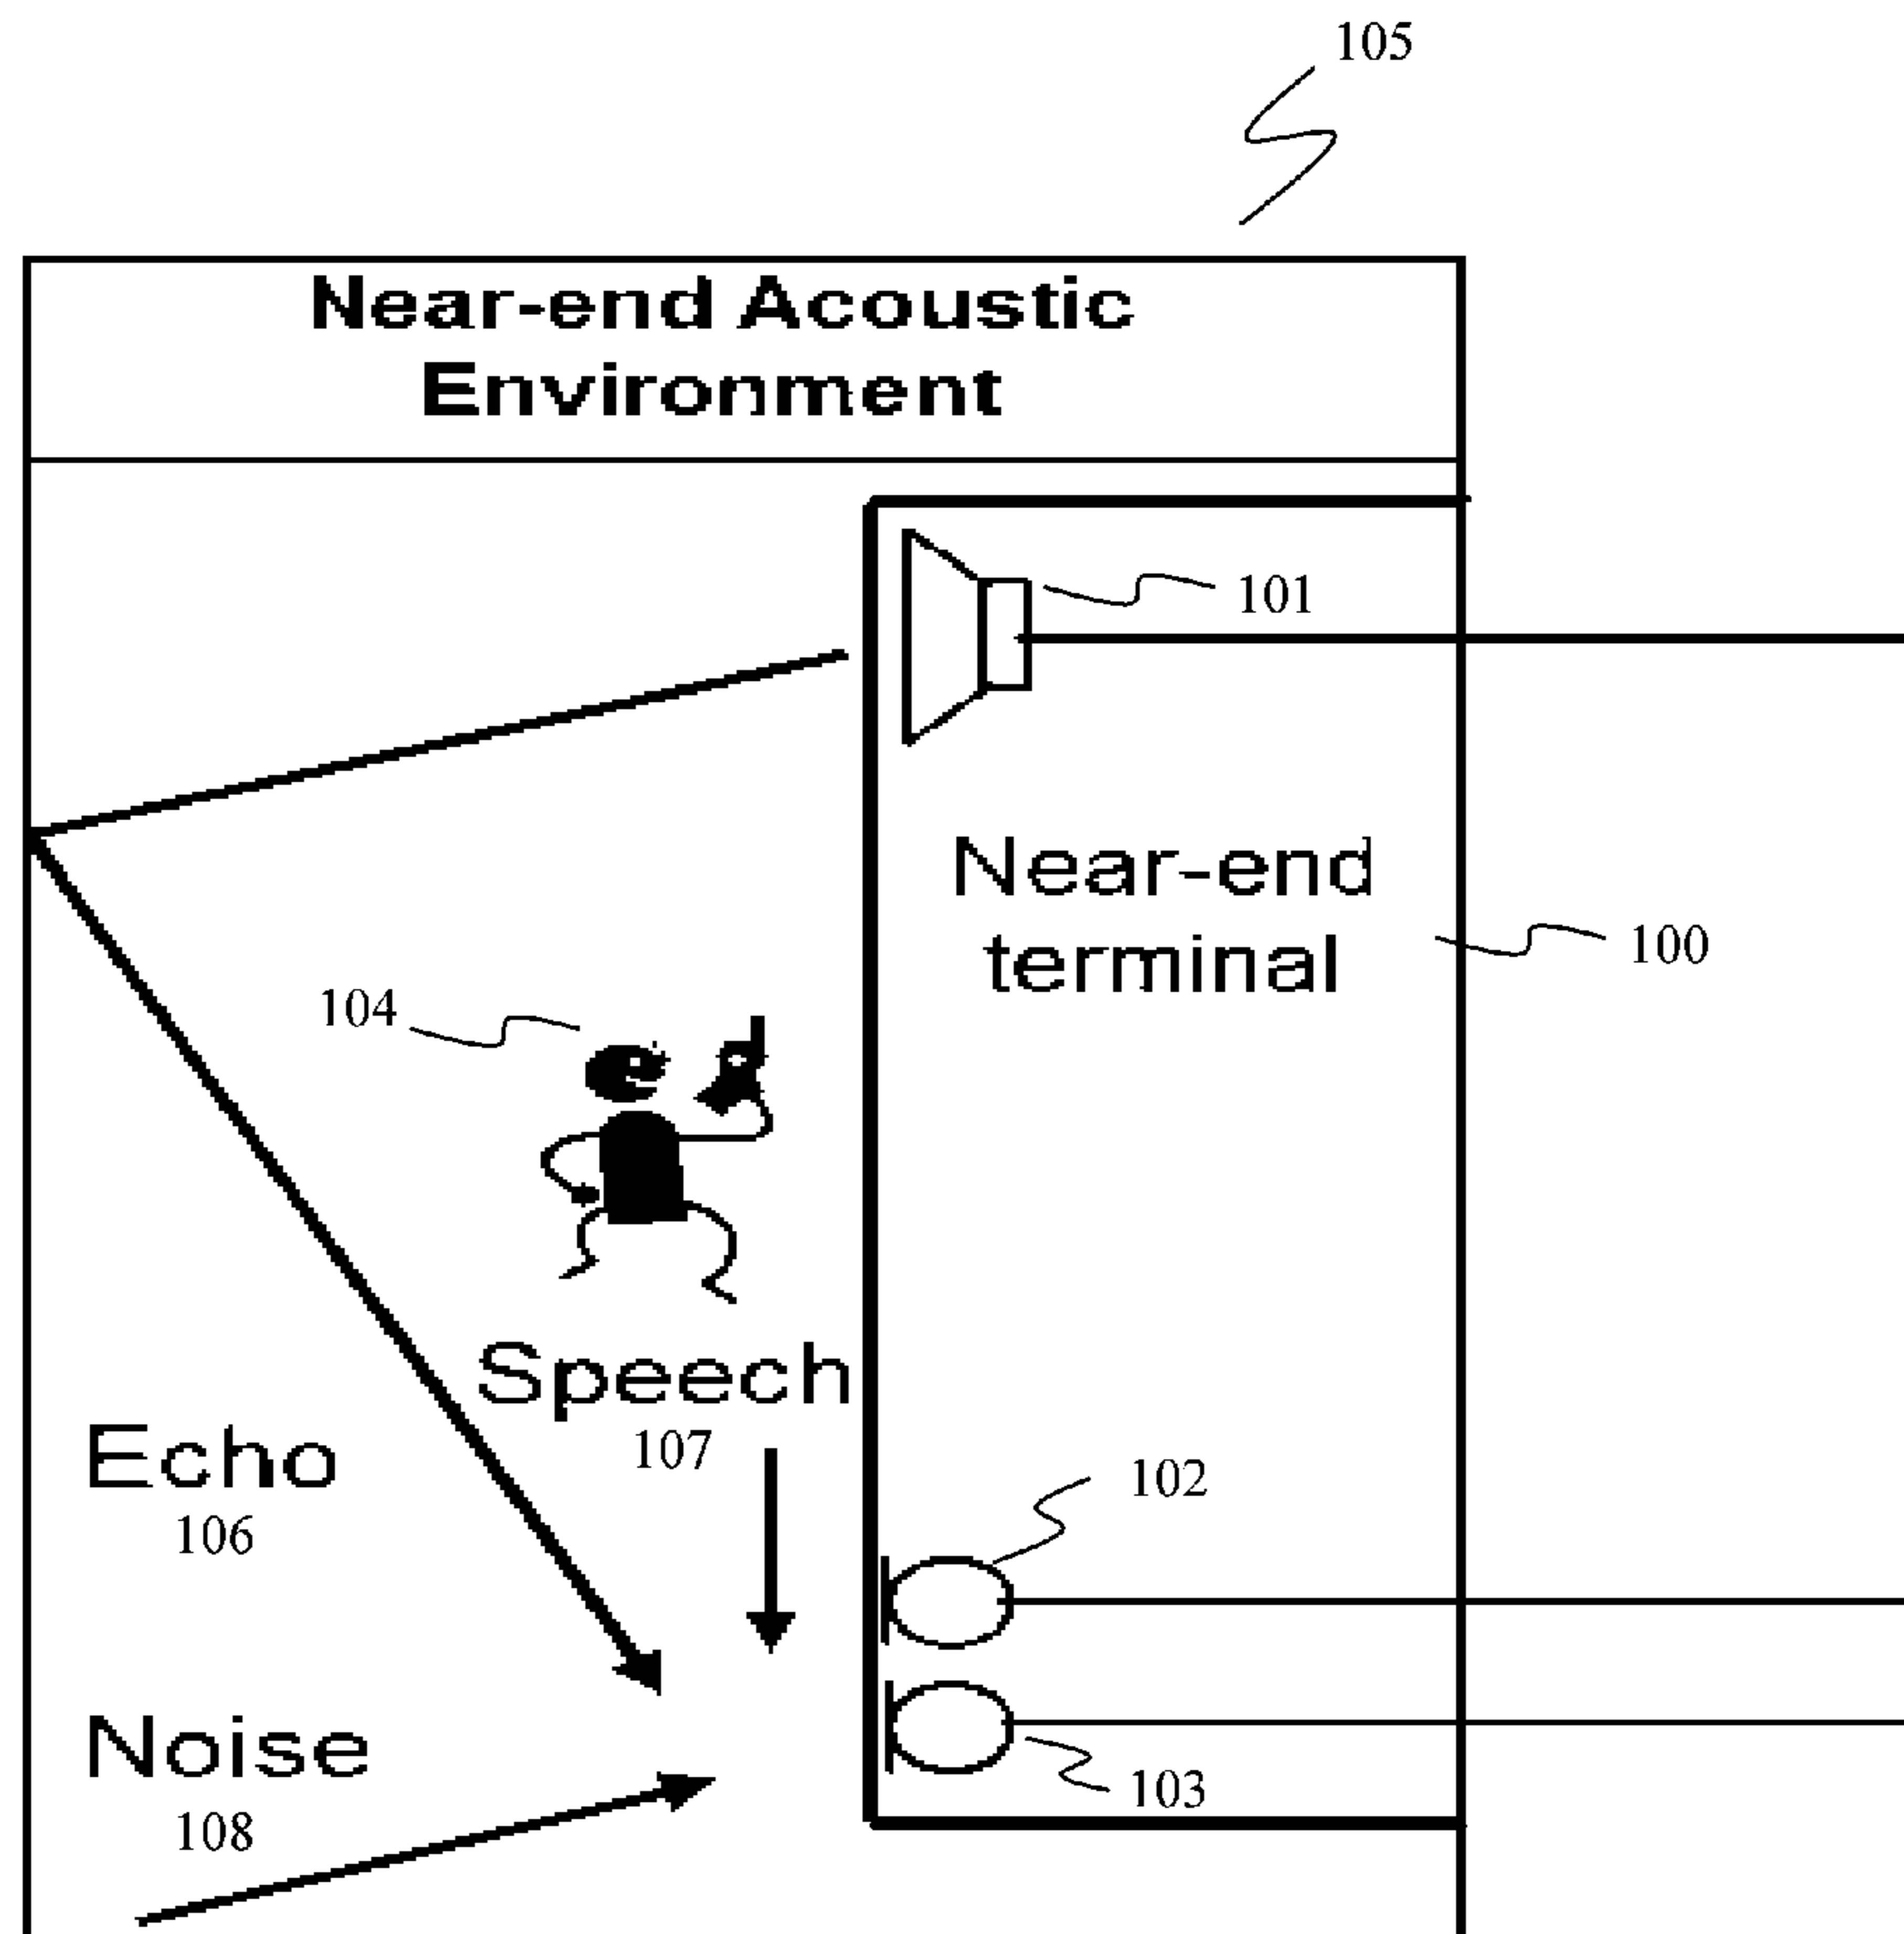 105
Near-end Acoustic
Environment
101
Near-end
terminal
100
104
Speech
107
Echo
106
102
Noise
108
103